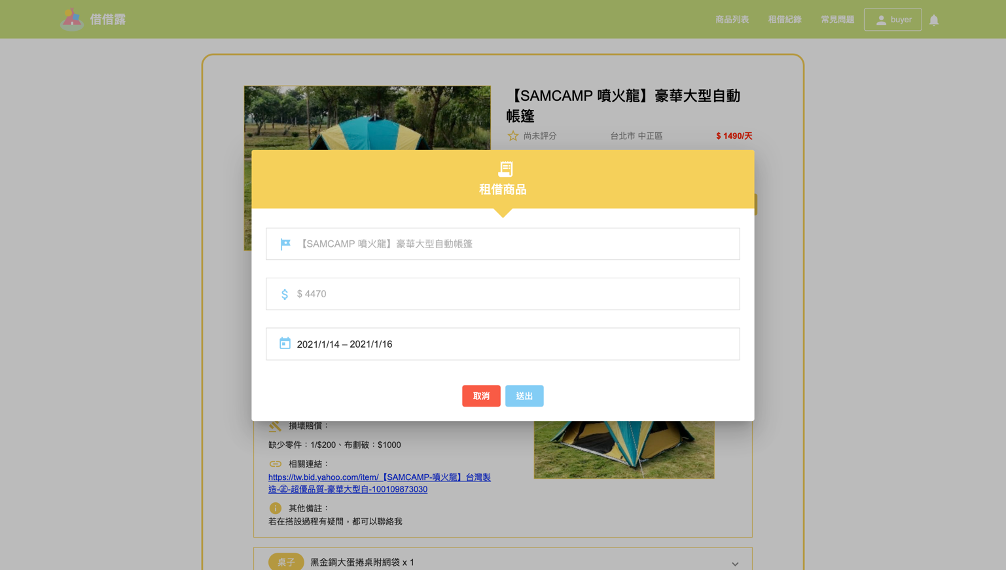 借借露
商品列表 租借紀錄 常見問題 buyer
【SAMCAMP 噴火龍】豪華大型自動
帳篷
尚未評分 台北市 中正區 $ 1490/天
租借商品
【SAMCAMP 噴火龍】豪華大型自動帳篷
$ 4470
2021/1/14 – 2021/1/16
取消 送出
損壞賠償：
缺少零件：1/$200、布劃破：$1000
相關連結：
https://tw.bid.yahoo.com/item/【SAMCAMP-噴火龍】台灣製
造-㊣-超優品質-豪華大型自-100109873030
其他備註：
若在搭設過程有疑問，都可以聯絡我
桌子 黑金鋼大蛋捲桌附網袋 x 1